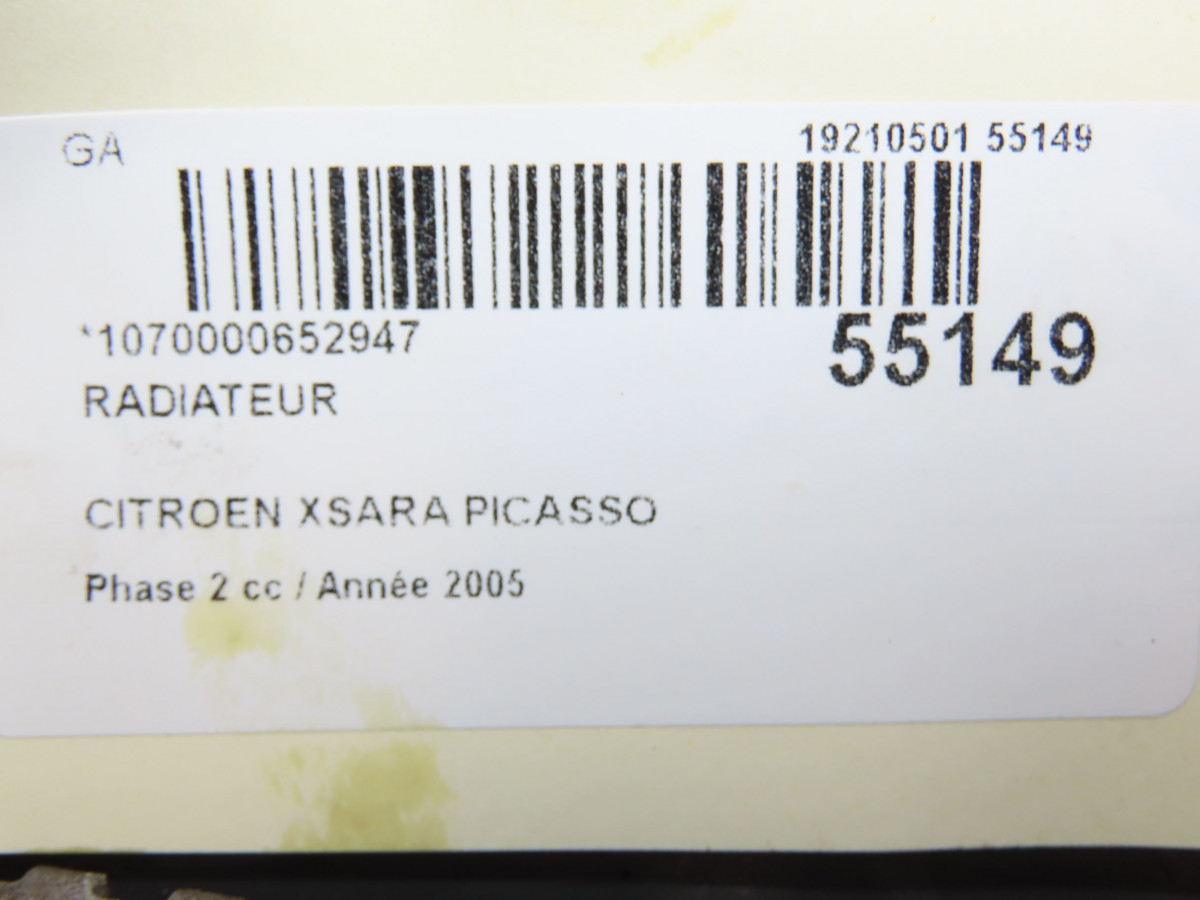 GA
19210501 55149
*1070000652947
55149
RADIATEUR
CITROEN XSARA PICASSO
Phase 2 cc / Année 2005